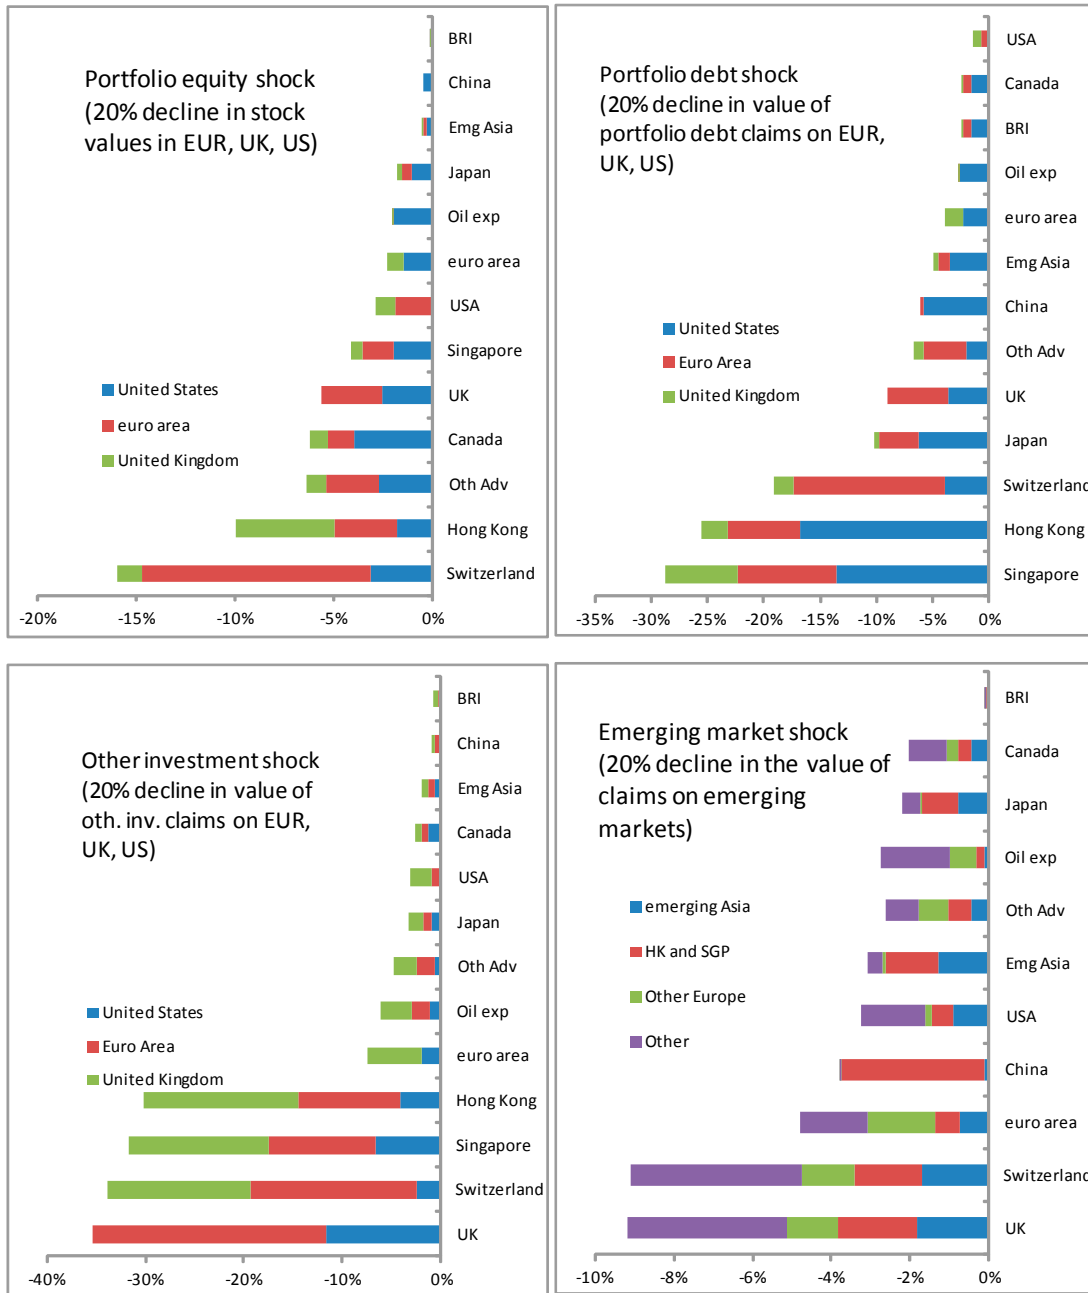 Portfolio equity shock
(20% decline in stock
values in EUR, UK, US)
BRI
China
Emg Asia
Japan
Oil exp
euro area
USA
Singapore
UK
Canada
Oth Adv
Hong Kong
Switzerland
United States
euro area
United Kingdom
-20%
-15%
-10%
-5%
0%
Portfolio debt shock
(20% decline in value of
portfolio debt claims on EUR,
UK, US)
USA
Canada
BRI
Oil exp
euro area
Emg Asia
China
Oth Adv
UK
Japan
Switzerland
Hong Kong
Singapore
United States
Euro Area
United Kingdom
-35%
-30%
-25%
-20%
-15%
-10%
-5%
0%
Other investment shock
(20% decline in value of
oth. inv. claims on EUR,
UK, US)
BRI
China
Emg Asia
Canada
USA
Japan
Oth Adv
Oil exp
euro area
Hong Kong
Singapore
Switzerland
UK
United States
Euro Area
United Kingdom
-40%
-30%
-20%
-10%
0%
Emerging market shock
(20% decline in the value of
claims on emerging
markets)
BRI
Canada
Japan
Oil exp
Oth Adv
Emg Asia
USA
China
euro area
Switzerland
UK
emerging Asia
HK and SGP
Other Europe
Other
-10%
-8%
-6%
-4%
-2%
0%